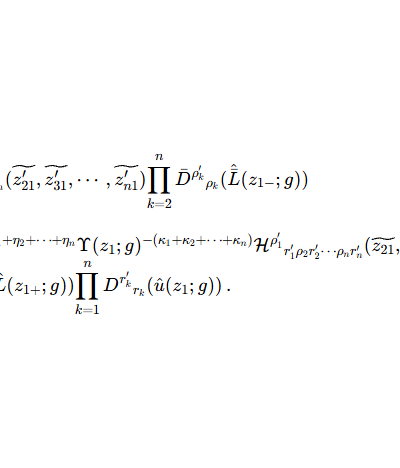 (\widetilde{z'_{21}}, \widetilde{z'_{31}}, \cdots, \widetilde{z'_{n1}}) \prod_{k=2}^{n} \bar{D}^{\rho'_k}{}_{\rho_k}(\hat{\bar{L}}(z_{1-}; g))
{}^{+\eta_2+\cdots+\eta_n} \Upsilon(z_1; g)^{-(\kappa_1+\kappa_2+\cdots+\kappa_n)} \mathcal{H}^{\rho'_1}{}_{r'_1 \rho_2 r'_2 \cdots \rho_n r'_n}(\widetilde{z_{21}},
(z_{1+}; g)) \prod_{k=1}^{n} D^{r'_k}{}_{r_k}(\hat{u}(z_1; g)) .